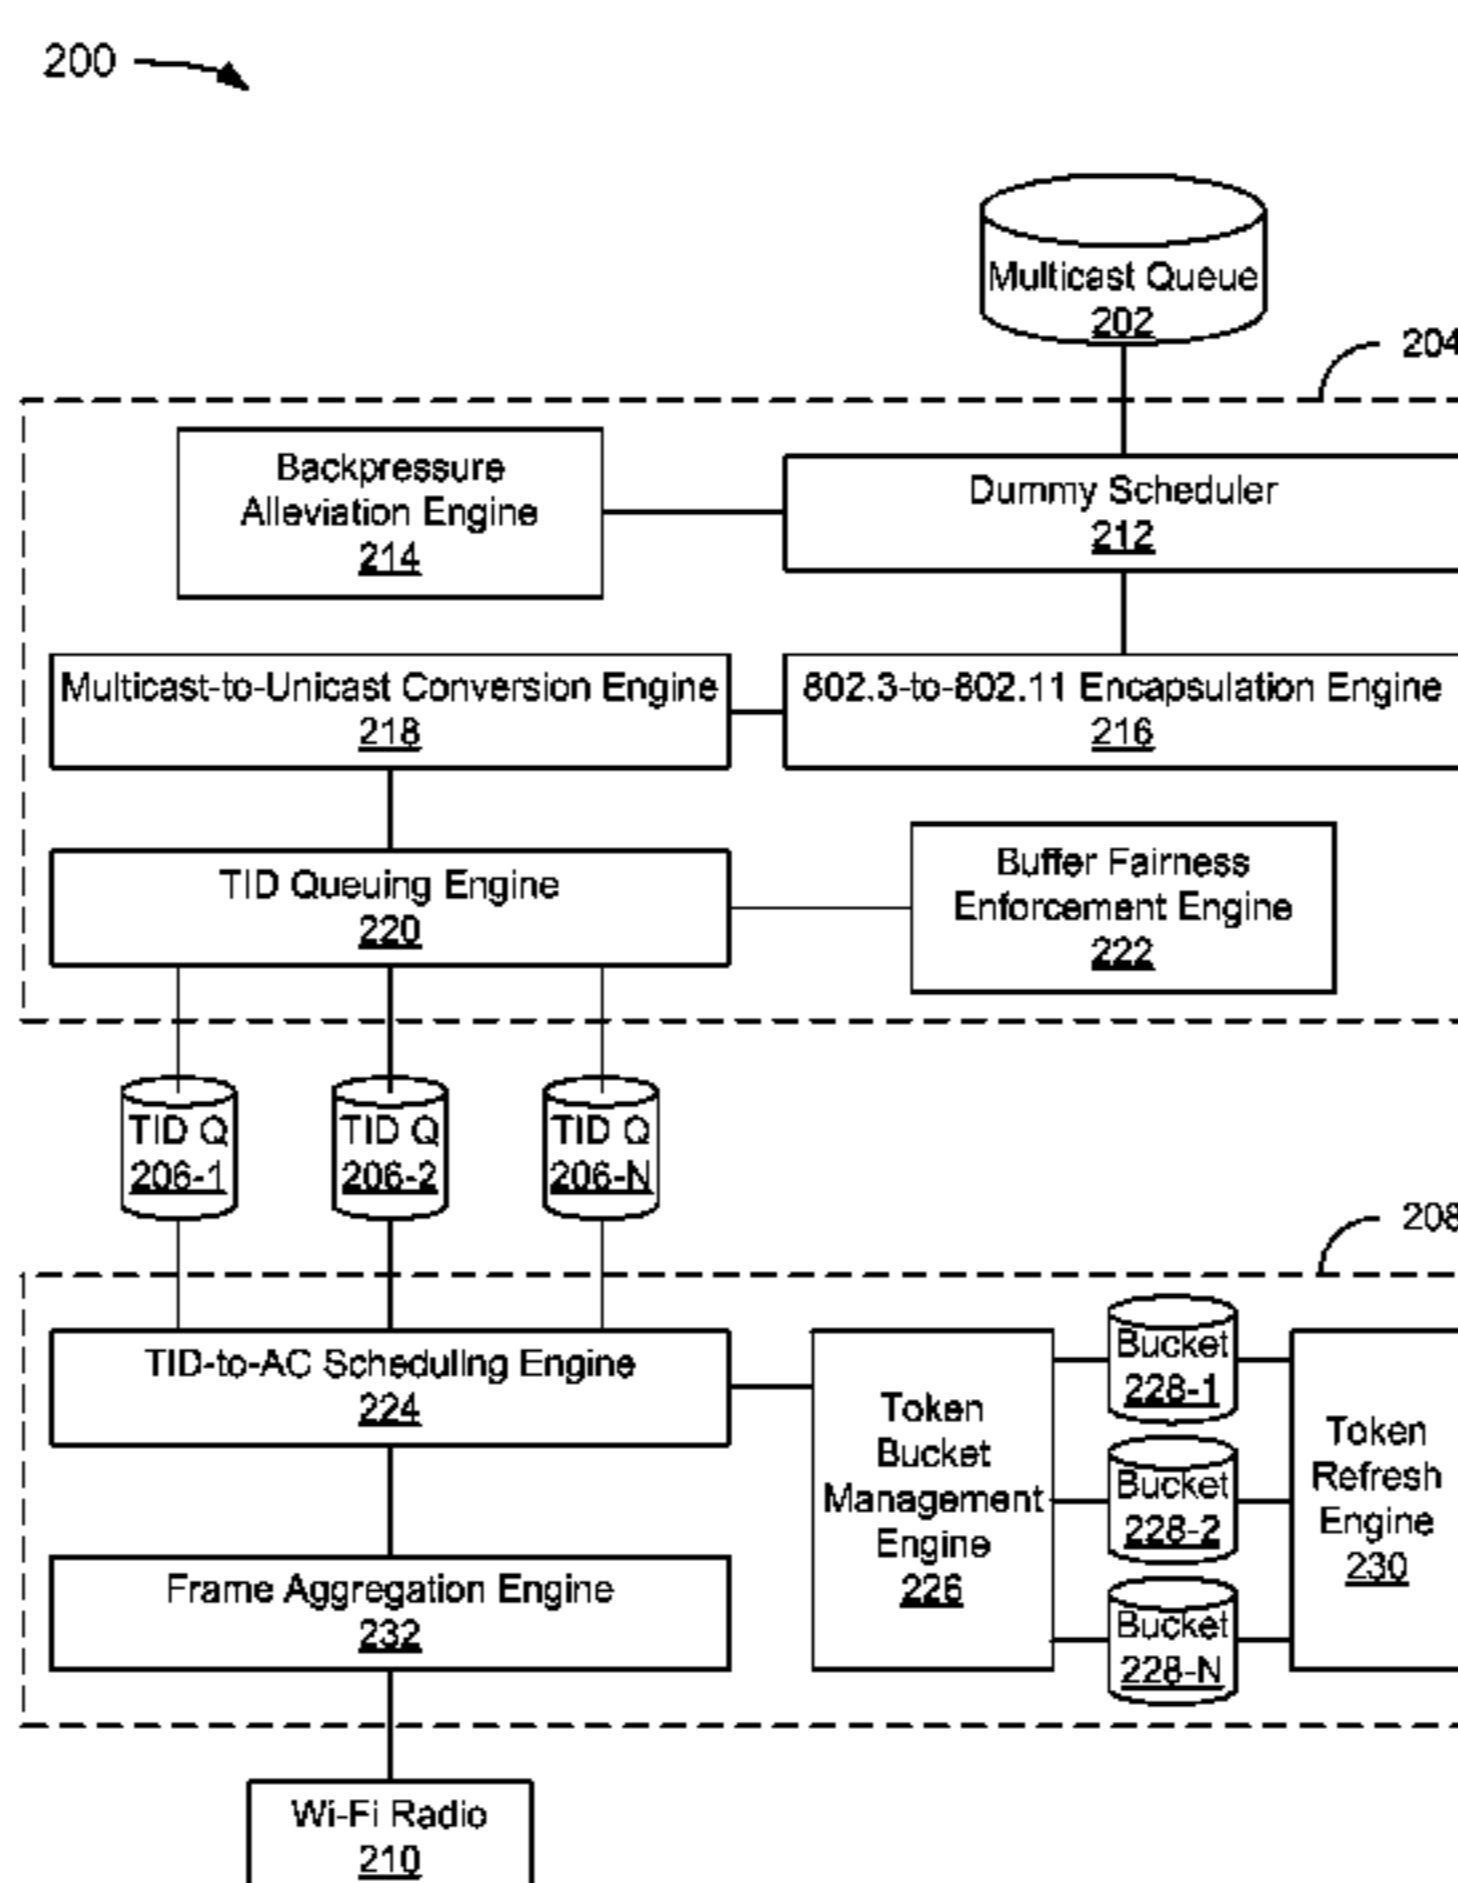 200
Multicast Queue
202
204
Backpressure
Alleviation Engine
214
Dummy Scheduler
212
Multicast-to-Unicast Conversion Engine
218
802.3-to-802.11 Encapsulation Engine
216
TID Queuing Engine
220
Buffer Fairness
Enforcement Engine
222
TID Q
206-1
TID Q
206-2
TID Q
206-N
208
TID-to-AC Scheduling Engine
224
Token
Bucket
Management
Engine
226
Bucket
228-1
Bucket
228-2
Bucket
228-N
Token
Refresh
Engine
230
Frame Aggregation Engine
232
Wi-Fi Radio
210